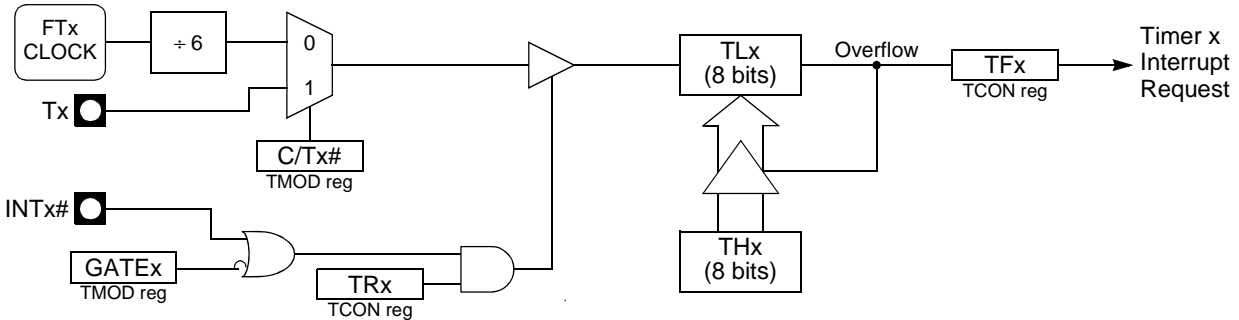 FTx
CLOCK
÷ 6
0
1
Tx
C/Tx#
TMOD reg
INTx#
GATEx
TMOD reg
TRx
TCON reg
TLx
(8 bits)
THx
(8 bits)
Overflow
TFx
TCON reg
Timer x
Interrupt
Request